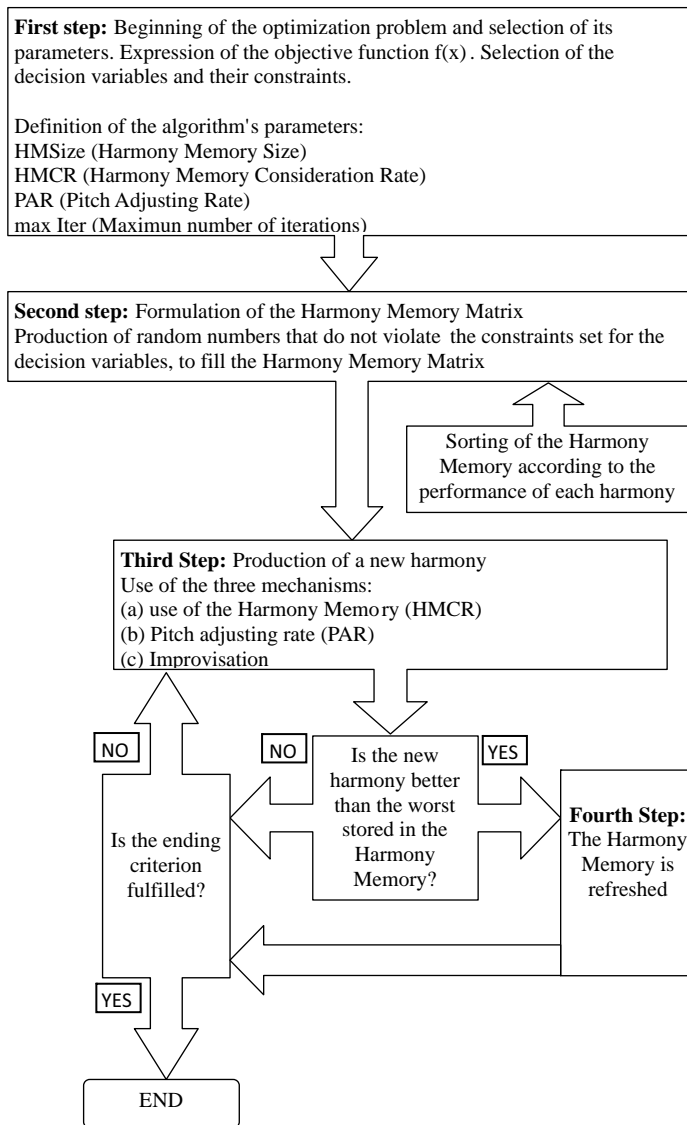 First step: Beginning of the optimization problem and selection of its
parameters. Expression of the objective function f(x). Selection of the
decision variables and their constraints.
Definition of the algorithm's parameters:
HMSize (Harmony Memory Size)
HMCR (Harmony Memory Consideration Rate)
PAR (Pitch Adjusting Rate)
max Iter (Maximun number of iterations)
Second step: Formulation of the Harmony Memory Matrix
Production of random numbers that do not violate the constraints set for the
decision variables, to fill the Harmony Memory Matrix
Sorting of the Harmony
Memory according to the
performance of each harmony
Third Step: Production of a new harmony
Use of the three mechanisms:
(a) use of the Harmony Memory (HMCR)
(b) Pitch adjusting rate (PAR)
(c) Improvisation
NO
NO
YES
Is the new
harmony better
than the worst
stored in the
Harmony
Memory?
Fourth Step:
The Harmony
Memory is
refreshed
Is the ending
criterion
fulfilled?
YES
END